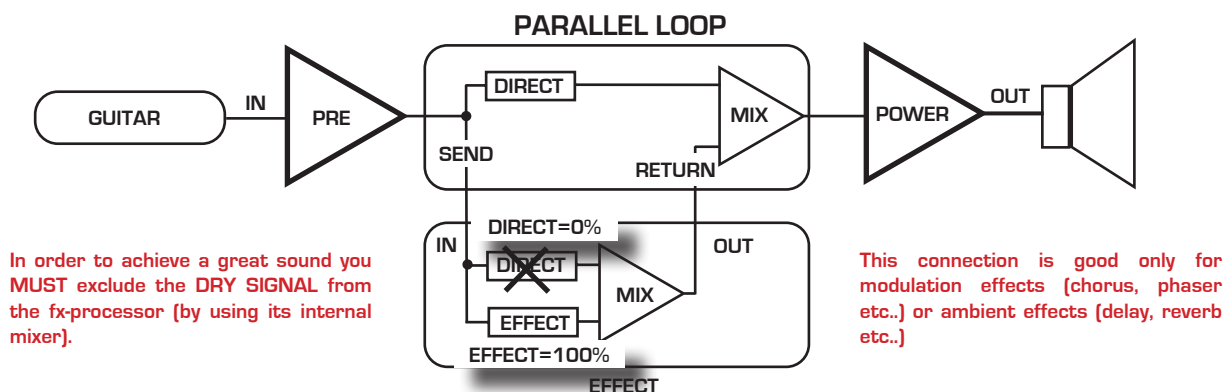 PARALLEL LOOP
GUITAR
IN
PRE
DIRECT
MIX
SEND
RETURN
POWER
OUT
DIRECT=0%
IN
OUT
DIRECT
MIX
EFFECT
EFFECT=100%
EFFECT
In order to achieve a great sound you
MUST exclude the DRY SIGNAL from
the fx-processor (by using its internal
mixer).
This connection is good only for
modulation effects (chorus, phaser
etc..) or ambient effects (delay, reverb
etc..)